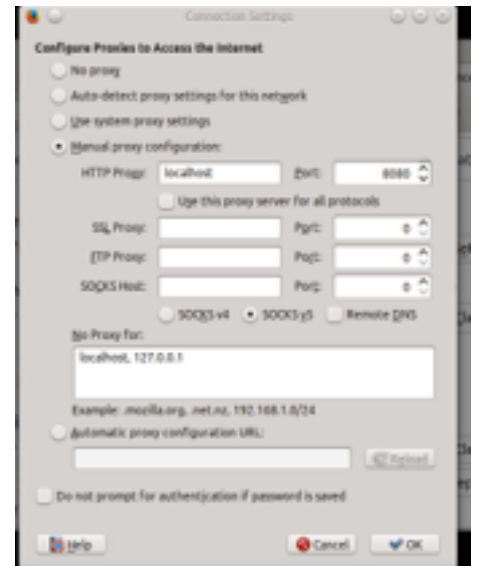 Connection Settings
Configure Proxies to Access the Internet
No proxy
Auto-detect proxy settings for this network
Use system proxy settings
Manual proxy configuration:
HTTP Proxy: localhost Port: 8080
Use this proxy server for all protocols
SSL Proxy: Port: 0
FTP Proxy: Port: 0
SOCKS Host: Port: 0
SOCKS v4 SOCKS v5 Remote DNS
No Proxy for:
localhost, 127.0.0.1
Example: .mozilla.org, .net.nz, 192.168.1.0/24
Automatic proxy configuration URL:
Reload
Do not prompt for authentication if password is saved
Help Cancel OK